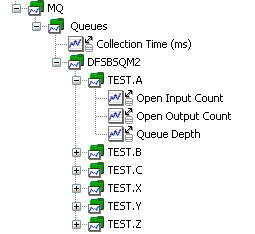 MQ
Queues
Collection Time (ms)
DFSBSQM2
TEST.A
Open Input Count
Open Output Count
Queue Depth
TEST.B
TEST.C
TEST.X
TEST.Y
TEST.Z